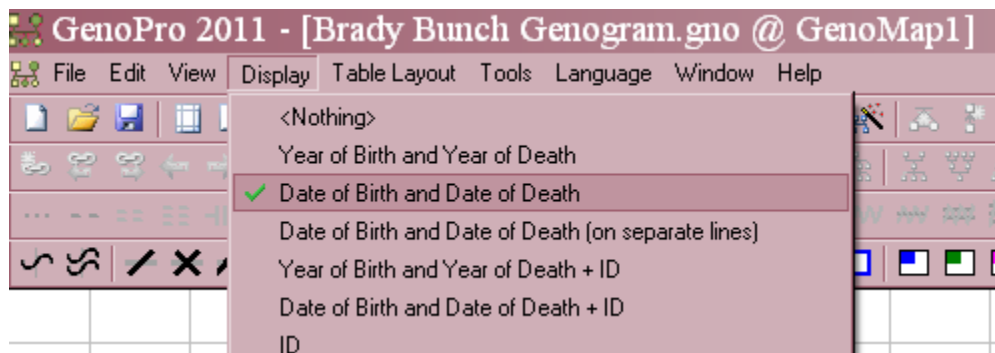 GenoPro 2011 - [Brady Bunch Genogram.gno @ GenoMap1]
File Edit View Display Table Layout Tools Language Window Help
<Nothing>
Year of Birth and Year of Death
Date of Birth and Date of Death
Date of Birth and Date of Death (on separate lines)
Year of Birth and Year of Death + ID
Date of Birth and Date of Death + ID
ID